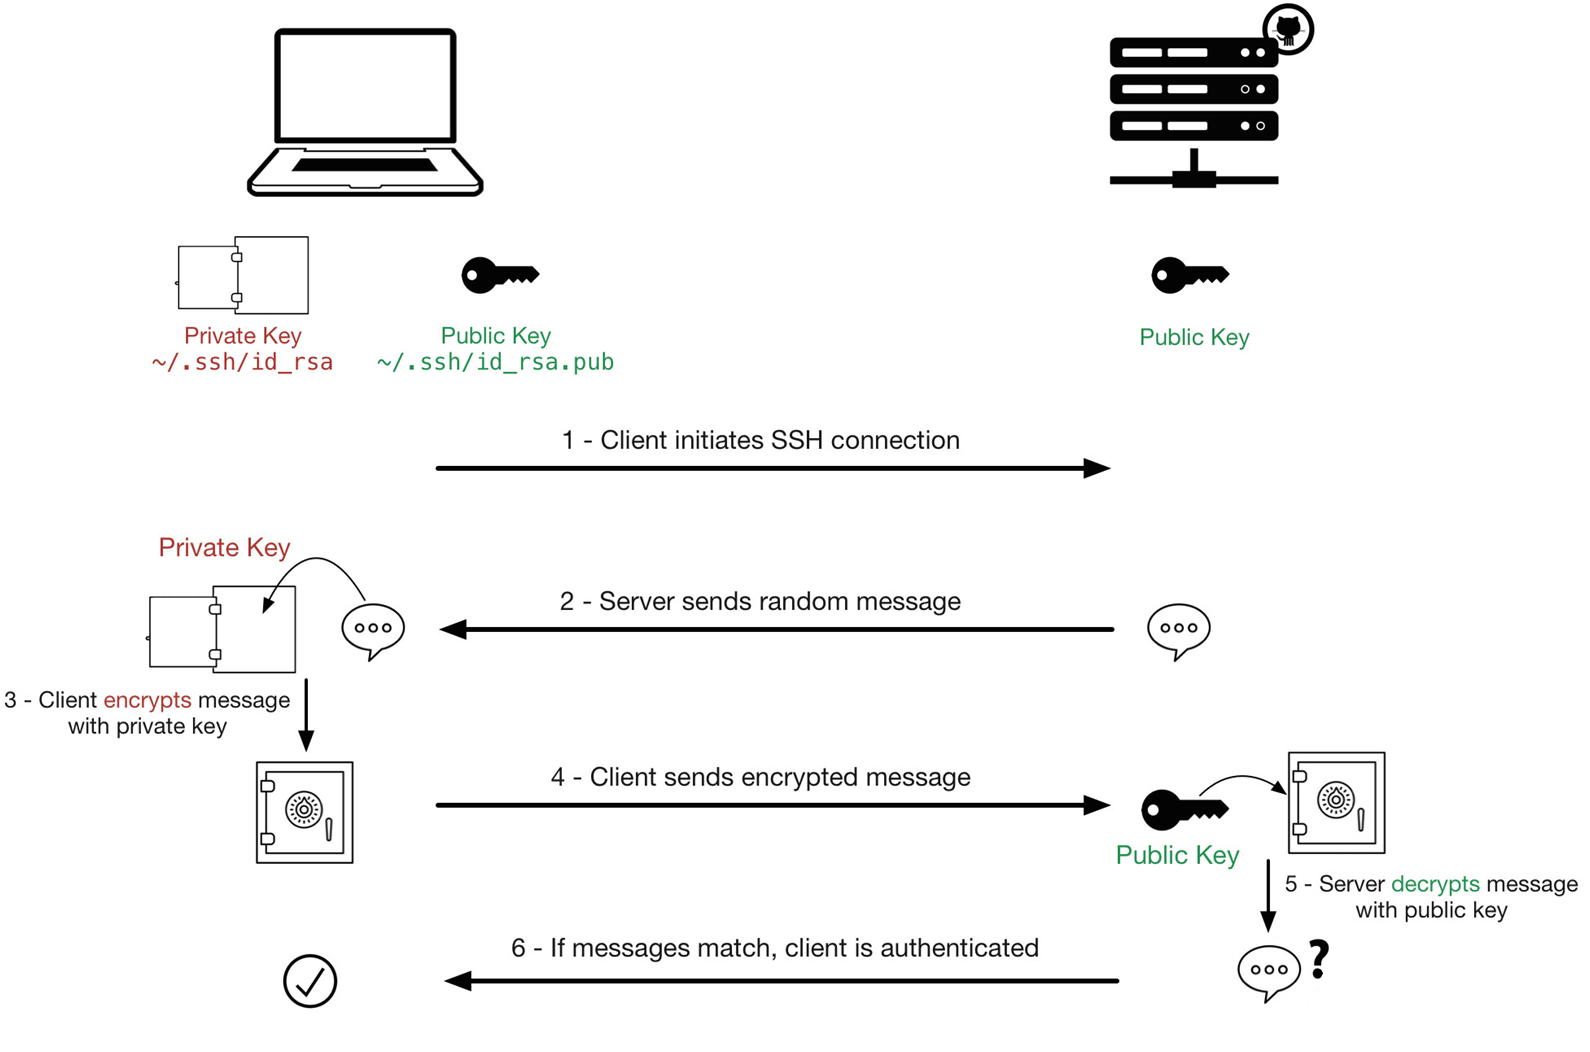 Private Key
~/.ssh/id_rsa
Public Key
~/.ssh/id_rsa.pub
Public Key
1 - Client initiates SSH connection
Private Key
2 - Server sends random message
3 - Client encrypts message
with private key
4 - Client sends encrypted message
Public Key
5 - Server decrypts message
with public key
6 - If messages match, client is authenticated
?